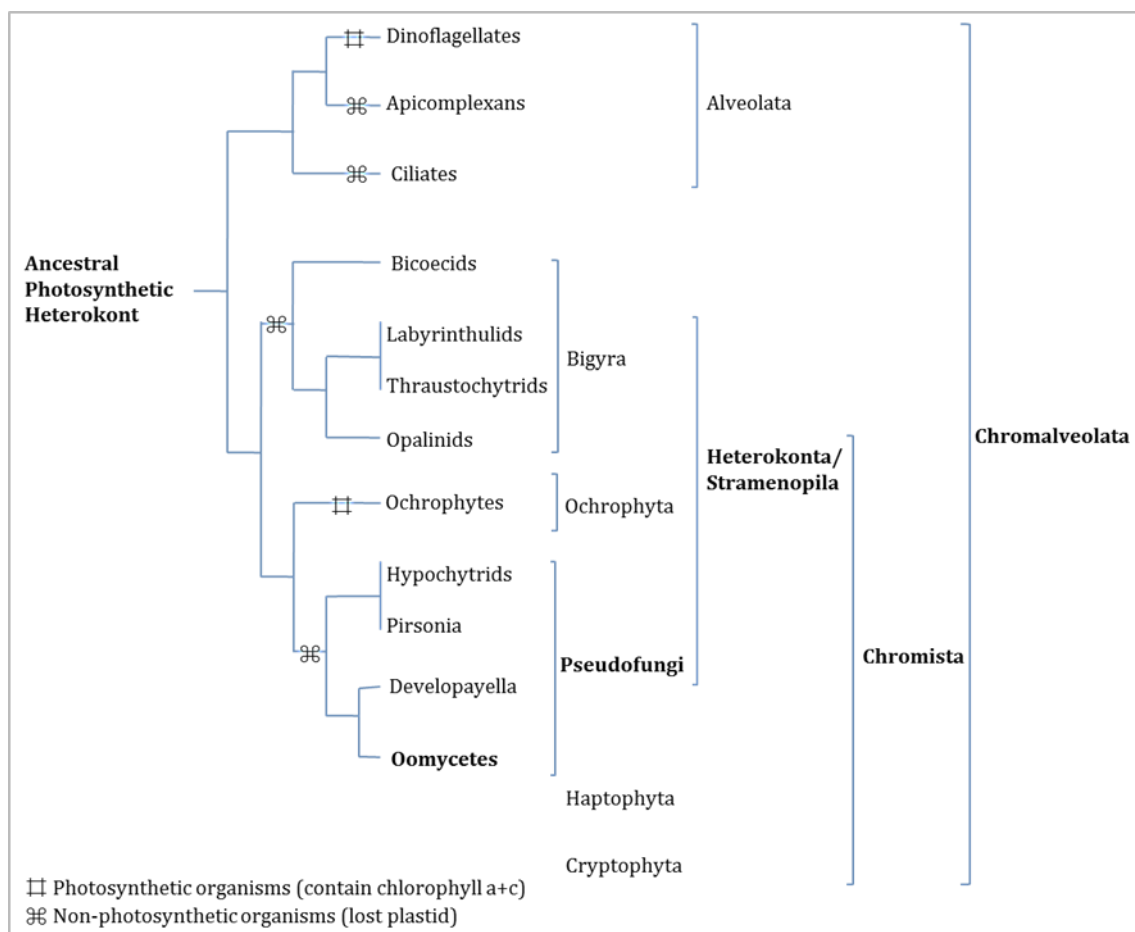 Dinoflagellates
Apicomplexans
Alveolata
Ciliates
Ancestral
Photosynthetic
Heterokont
Bicoecids
Labyrinthulids
Thraustochytrids
Bigyra
Opalinids
Chromalveolata
Heterokonta/
Stramenopila
Ochrophytes
Ochrophyta
Hypochytrids
Pirsonia
Pseudofungi
Chromista
Developayella
Oomycetes
Haptophyta
Cryptophyta
Photosynthetic organisms (contain chlorophyll a+c)
Non-photosynthetic organisms (lost plastid)